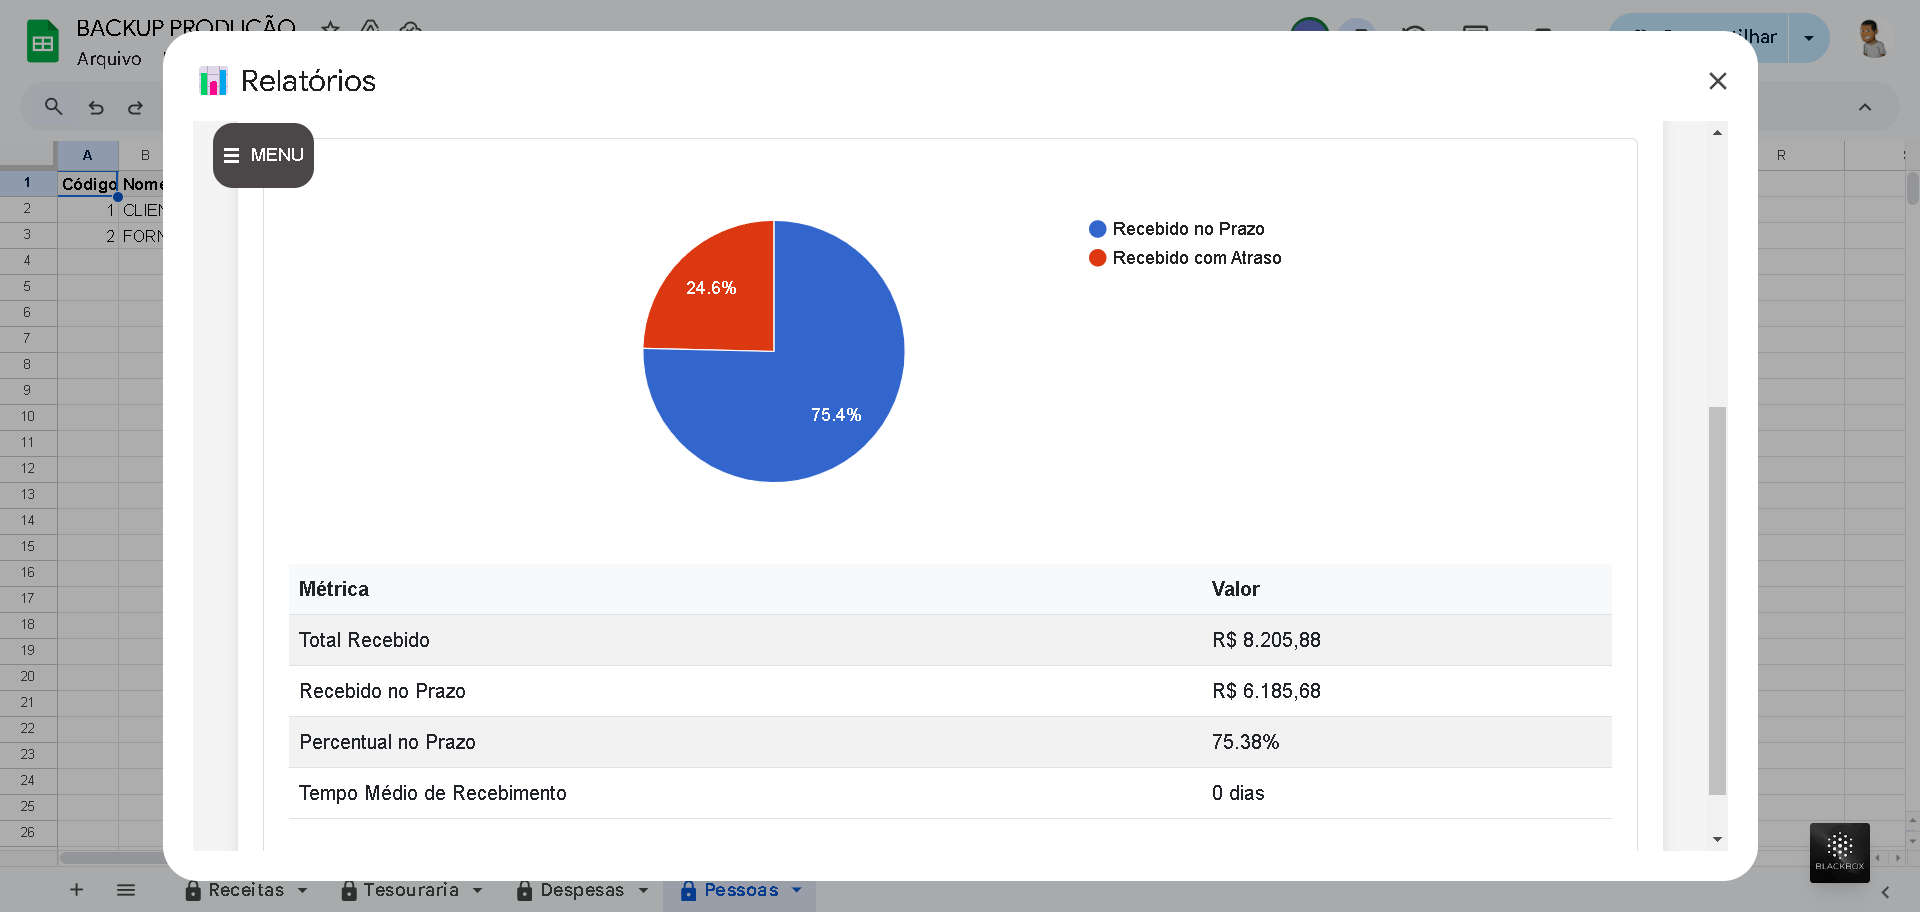 BACKUP PRODUÇÃO
Arquivo
Relatórios
MENU
A
B
R
1
Código
Nome
2
1
CLIEN
3
2
FORN
4
5
6
7
8
9
10
11
12
13
14
15
16
17
18
19
20
21
22
23
24
25
26
Recebido no Prazo
Recebido com Atraso
24.6%
75.4%
Métrica
Valor
Total Recebido
R$ 8.205,88
Recebido no Prazo
R$ 6.185,68
Percentual no Prazo
75.38%
Tempo Médio de Recebimento
0 dias
BLACKBOX
Receitas
Tesouraria
Despesas
Pessoas